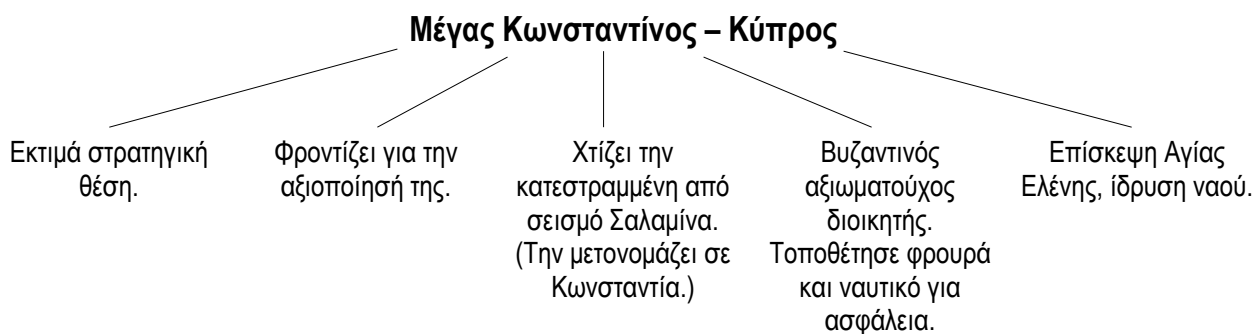 Μέγας Κωνσταντίνος – Κύπρος
Εκτιμά στρατηγική
θέση.
Φροντίζει για την
αξιοποίησή της.
Χτίζει την
κατεστραμμένη από
σεισμό Σαλαμίνα.
(Την μετονομάζει σε
Κωνσταντία.)
Βυζαντινός
αξιωματούχος
διοικητής.
Τοποθέτησε φρουρά
και ναυτικό για
ασφάλεια.
Επίσκεψη Αγίας
Ελένης, ίδρυση ναού.